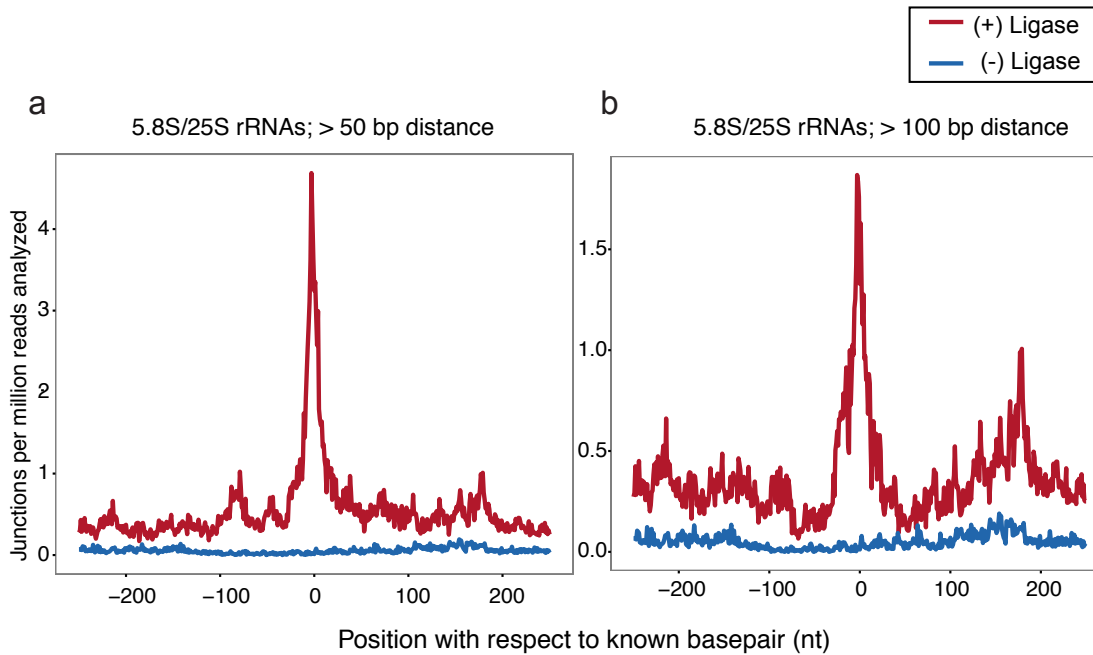 (+) Ligase
(-) Ligase
a
5.8S/25S rRNAs; > 50 bp distance
b
5.8S/25S rRNAs; > 100 bp distance
Junctions per million reads analyzed
4
3
2
1
0
−200
−100
0
100
200
1.5
1.0
0.5
0.0
−200
−100
0
100
200
Position with respect to known basepair (nt)